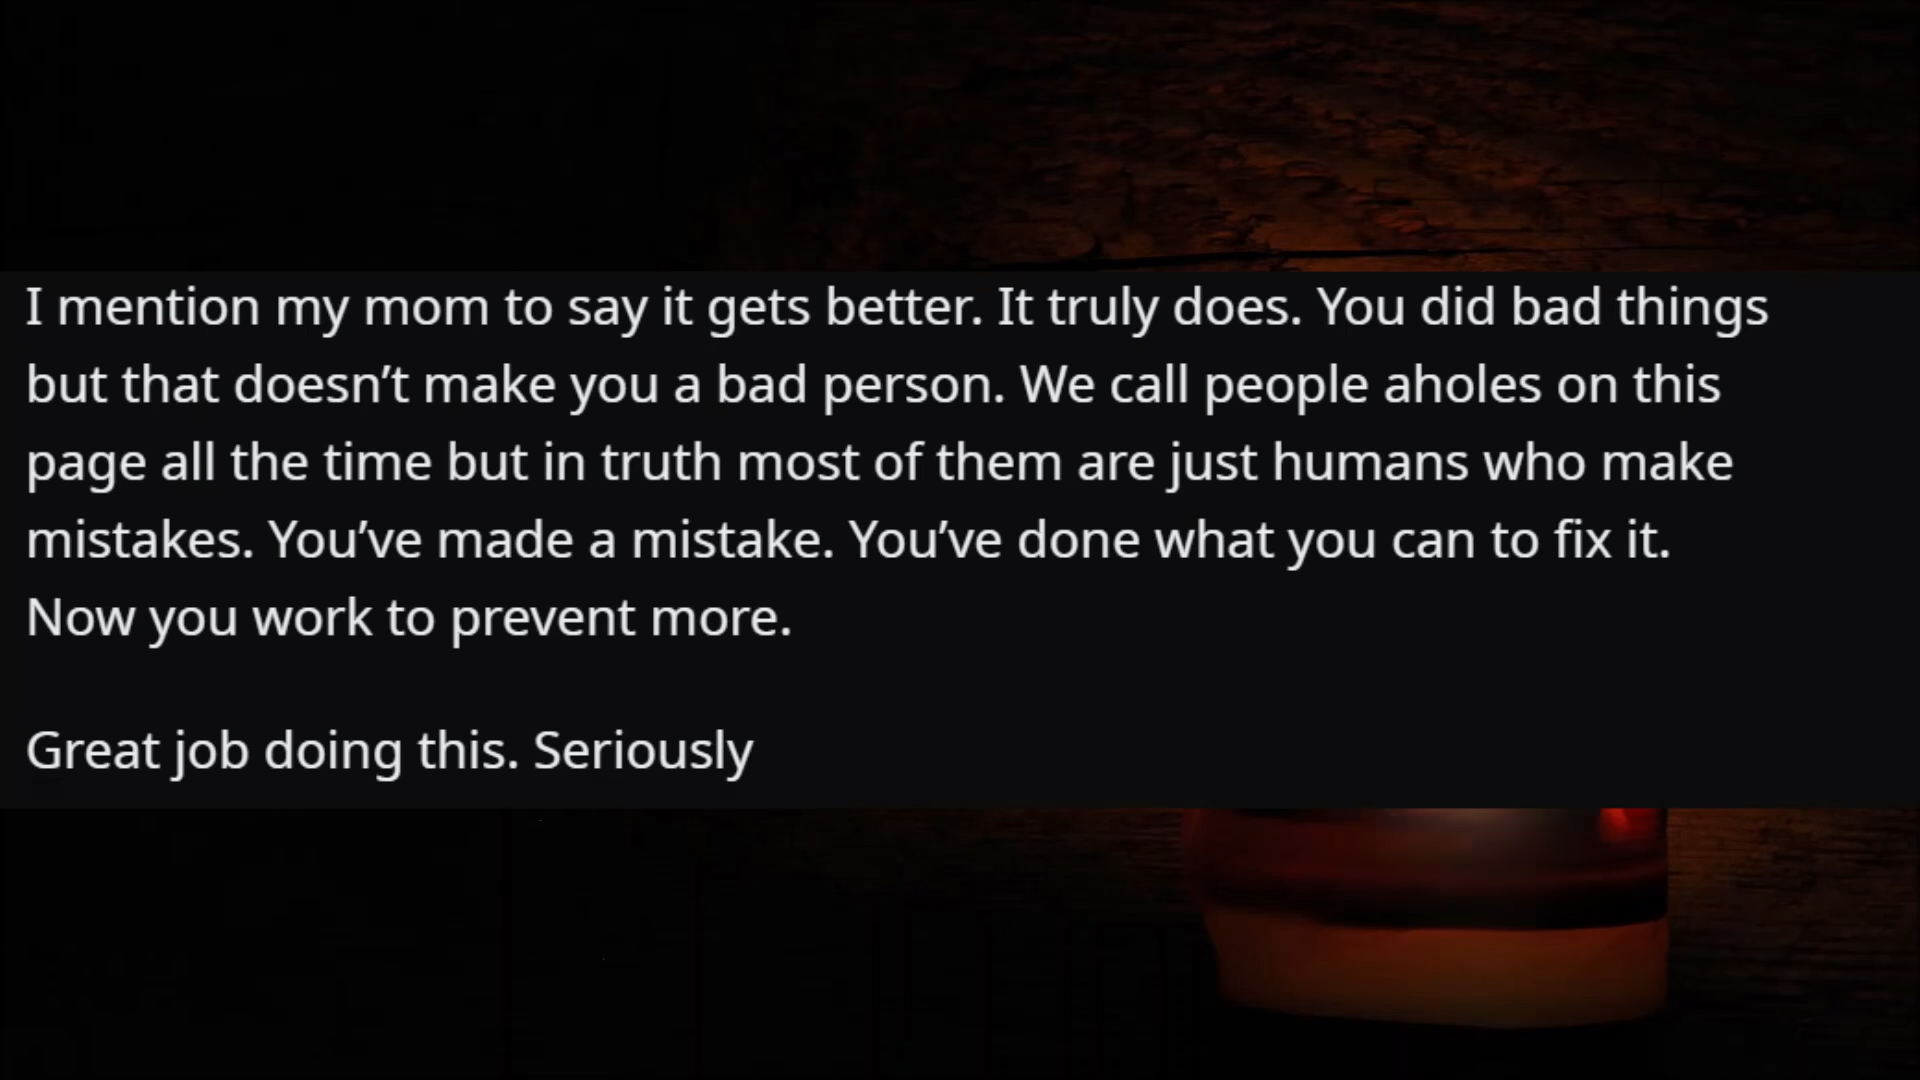 I mention my mom to say it gets better. It truly does. You did bad things
but that doesn’t make you a bad person. We call people aholes on this
page all the time but in truth most of them are just humans who make
mistakes. You’ve made a mistake. You’ve done what you can to fix it.
Now you work to prevent more.
Great job doing this. Seriously